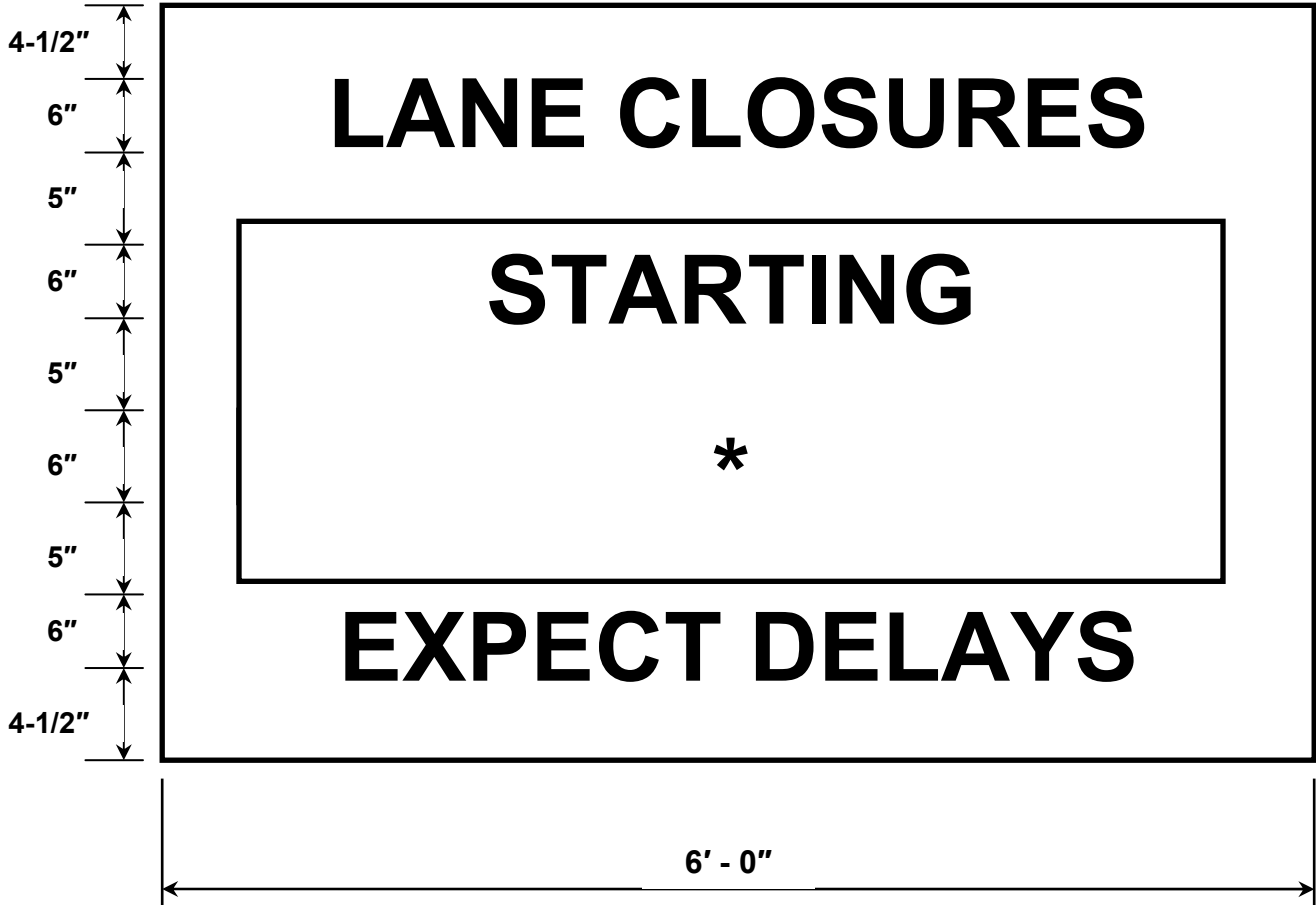 4-1/2″
LANE CLOSURES
6″
5″
STARTING
6″
5″
*
6″
5″
EXPECT DELAYS
6″
4-1/2″
6′ - 0″